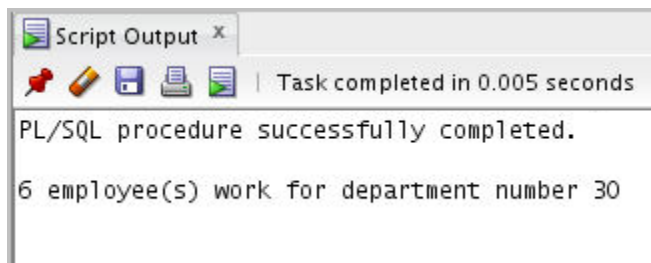 Script Output x
Task completed in 0.005 seconds
PL/SQL procedure successfully completed.
6 employee(s) work for department number 30